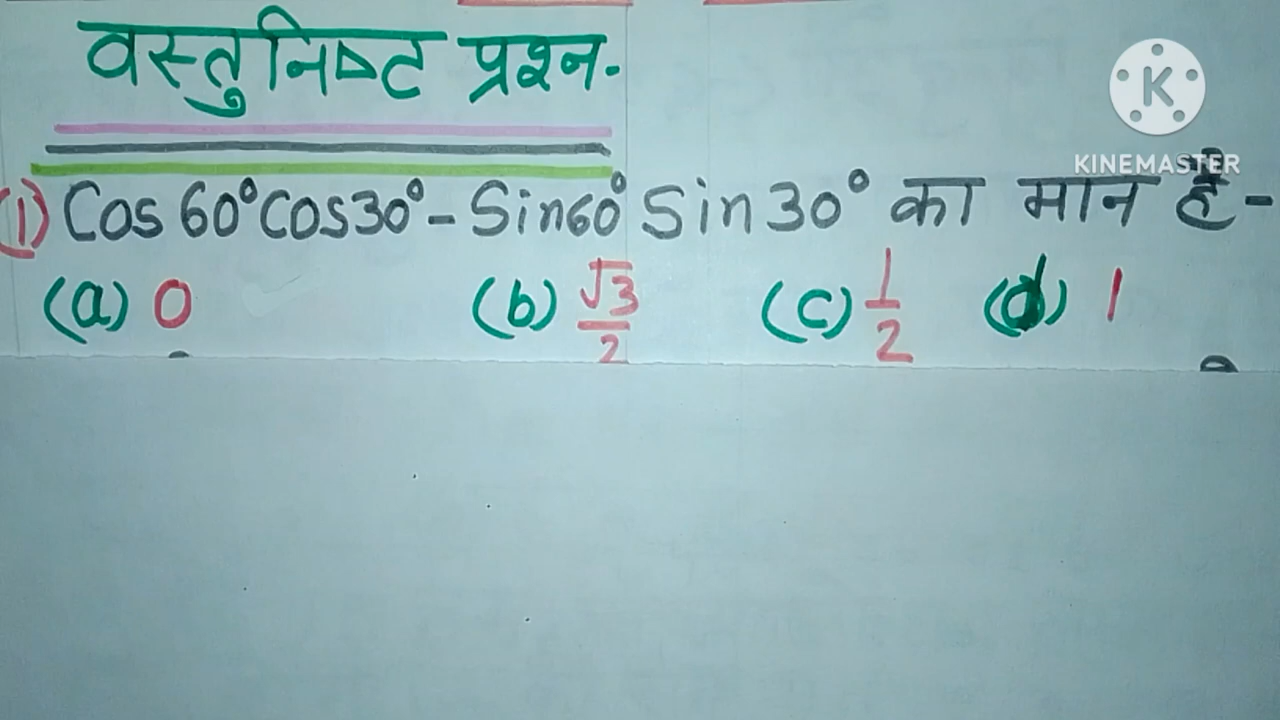 वस्तुनिष्ट प्रश्न.
K
KINEMASTER
(1) Cos 60° Cos 30° - Sin 60° Sin 30° का मान है-
(a) 0 (b) √3/2 (c) 1/2 (d) 1